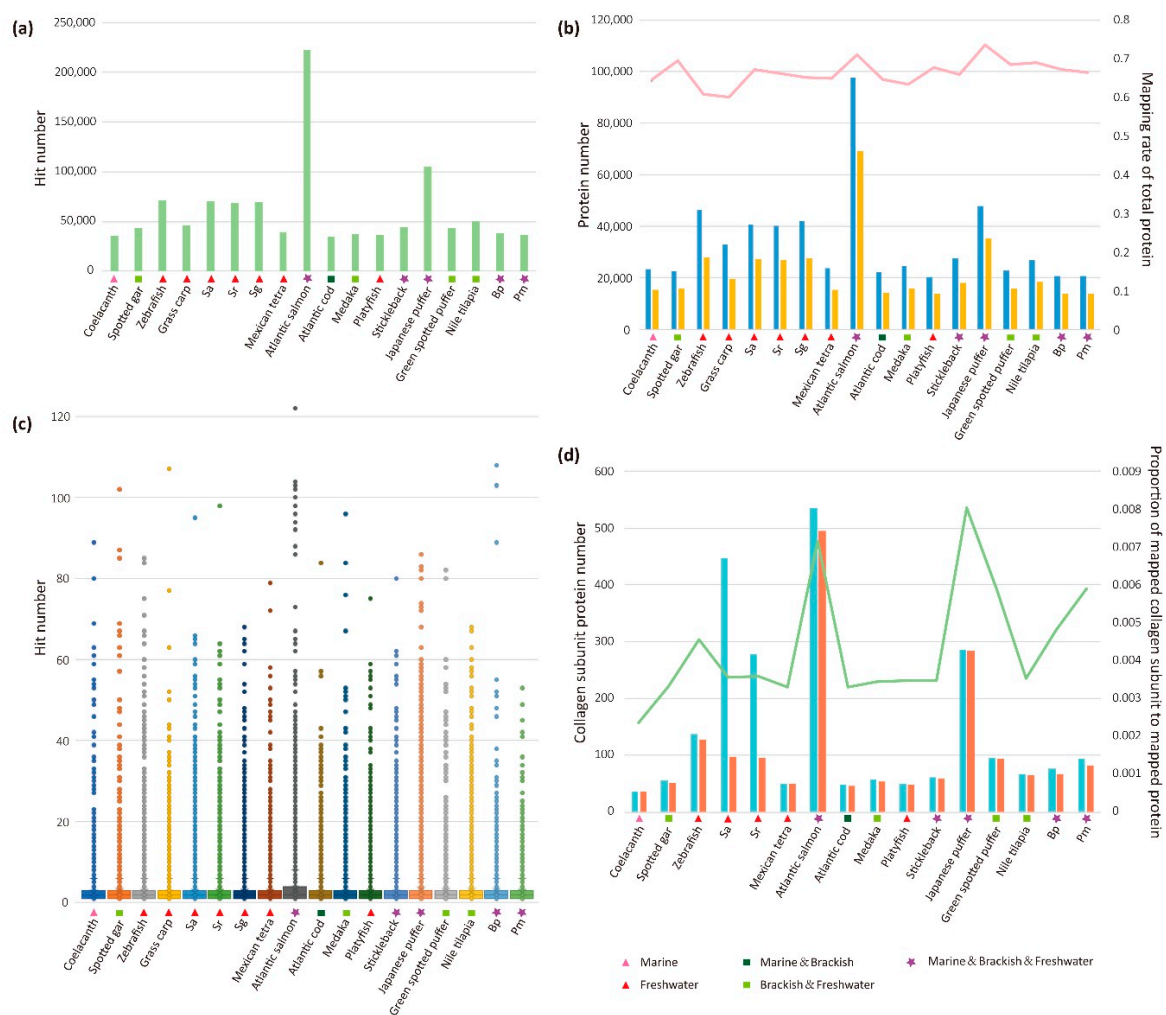 (a)
Hit number
250,000
200,000
150,000
100,000
50,000
0
Coelacanth
Spotted gar
Zebrafish
Grass carp
Sa
Sr
Sg
Mexican tetra
Atlantic salmon
Atlantic cod
Medaka
Platyfish
Stickleback
Japanese puffer
Green spotted puffer
Nile tilapia
Bp
Pm
(b)
Protein number
120,000
100,000
80,000
60,000
40,000
20,000
0
Mapping rate of total protein
0.8
0.7
0.6
0.5
0.4
0.3
0.2
0.1
0
Coelacanth
Spotted gar
Zebrafish
Grass carp
Sa
Sr
Sg
Mexican tetra
Atlantic salmon
Atlantic cod
Medaka
Platyfish
Stickleback
Japanese puffer
Green spotted puffer
Nile tilapia
Bp
Pm
(c)
Hit number
120
100
80
60
40
20
0
Coelacanth
Spotted gar
Zebrafish
Grass carp
Sa
Sr
Sg
Mexican tetra
Atlantic salmon
Atlantic cod
Medaka
Platyfish
Stickleback
Japanese puffer
Green spotted puffer
Nile tilapia
Bp
Pm
(d)
Collagen subunit protein number
600
500
400
300
200
100
0
Proportion of mapped collagen subunit to mapped protein
0.009
0.008
0.007
0.006
0.005
0.004
0.003
0.002
0.001
0
Coelacanth
Spotted gar
Zebrafish
Sa
Sr
Mexican tetra
Atlantic salmon
Atlantic cod
Medaka
Platyfish
Stickleback
Japanese puffer
Green spotted puffer
Nile tilapia
Bp
Pm
Marine
Marine & Brackish
Marine & Brackish & Freshwater
Freshwater
Brackish & Freshwater